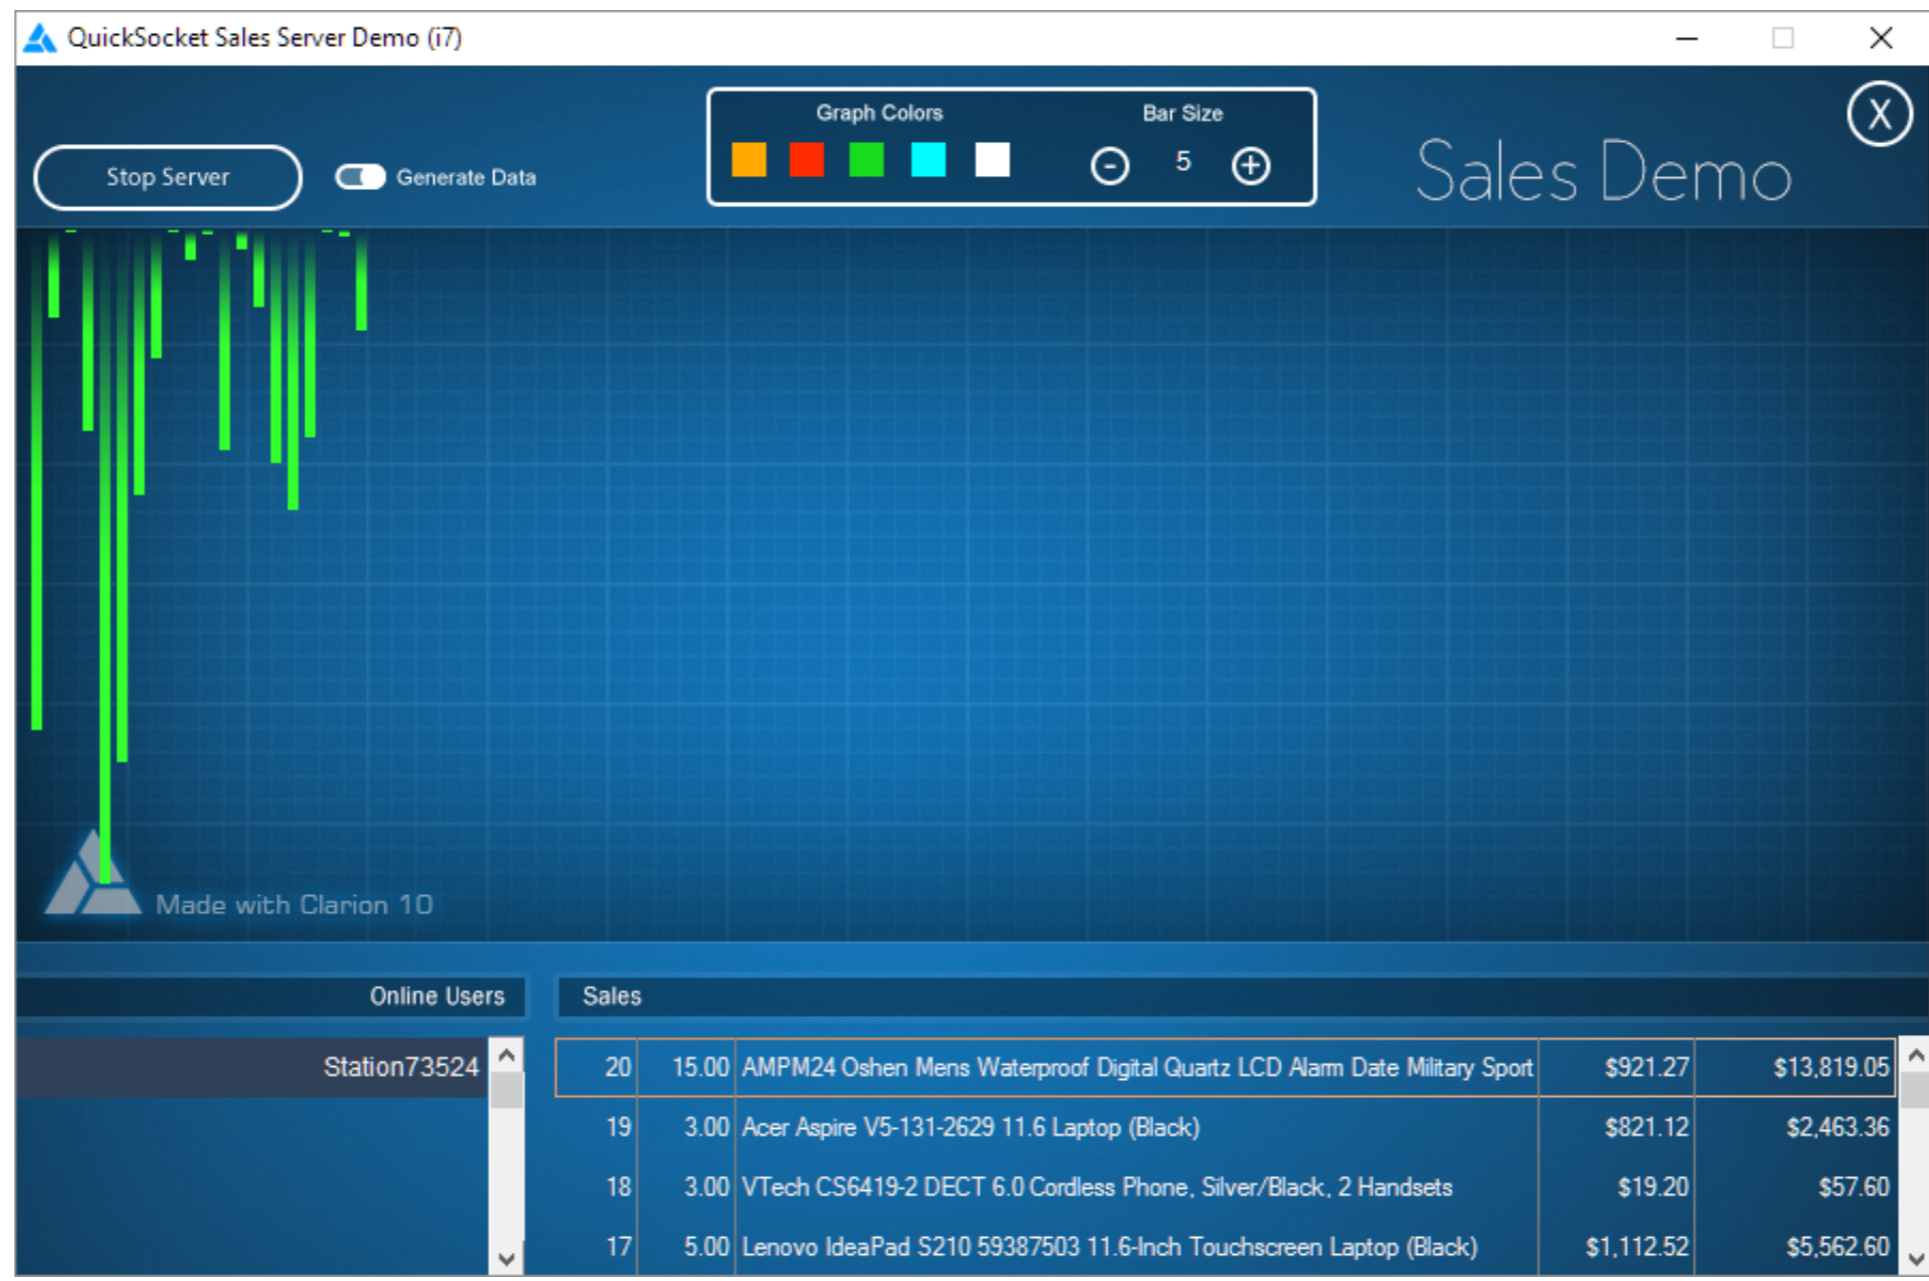 QuickSocket Sales Server Demo (i7)
Graph Colors Bar Size
X
Stop Server Generate Data - 5 + Sales Demo
Made with Clarion 10
Online Users Sales
Station73524 20 15.00 AMPM24 Oshen Mens Waterproof Digital Quartz LCD Alarm Date Military Sport $921.27 $13,819.05
19 3.00 Acer Aspire V5-131-2629 11.6 Laptop (Black) $821.12 $2,463.36
18 3.00 VTech CS6419-2 DECT 6.0 Cordless Phone, Silver/Black, 2 Handsets $19.20 $57.60
17 5.00 Lenovo IdeaPad S210 59387503 11.6-Inch Touchscreen Laptop (Black) $1,112.52 $5,562.60